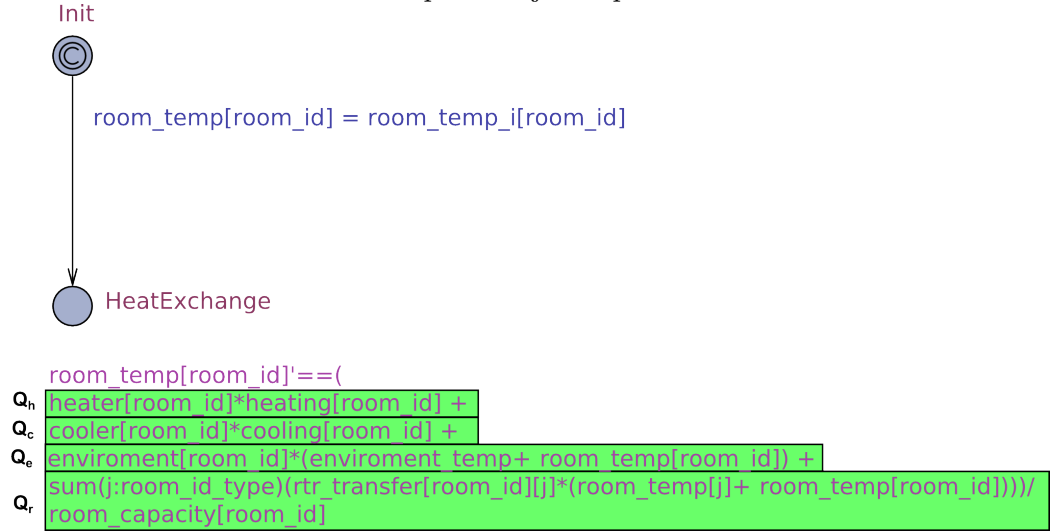 Init
C
room_temp[room_id] = room_temp_i[room_id]
HeatExchange
room_temp[room_id]'==(
Qh heater[room_id]*heating[room_id] +
Qc cooler[room_id]*cooling[room_id] +
Qe enviroment[room_id]*(enviroment_temp+ room_temp[room_id]) +
Qr sum(j:room_id_type)(rtr_transfer[room_id][j]*(room_temp[j]+ room_temp[room_id])))/
room_capacity[room_id]